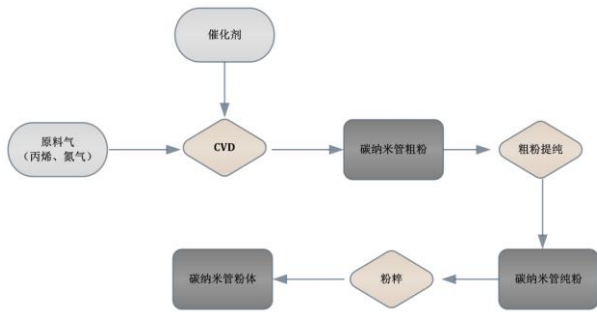 催化剂
原料气
（丙烯、氮气）
CVD
碳纳米管粗粉
粗粉提纯
碳纳米管粉体
粉粹
碳纳米管纯粉